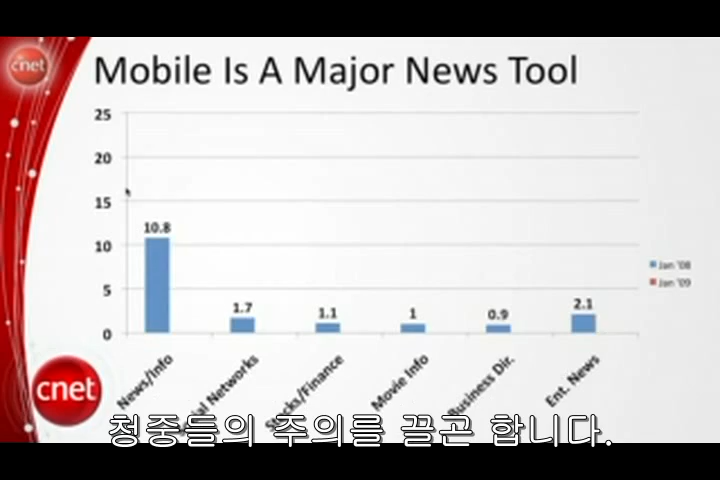 cnet
Mobile Is A Major News Tool
25
20
15
10
5
0
10.8
1.7
1.1
1
0.9
2.1
Jan '08
Jan '09
News/Info
Networks
Stocks/Finance
Movie Info
Business Dir.
Ent. News
cnet
청중들의 주의를 끌곤 합니다.